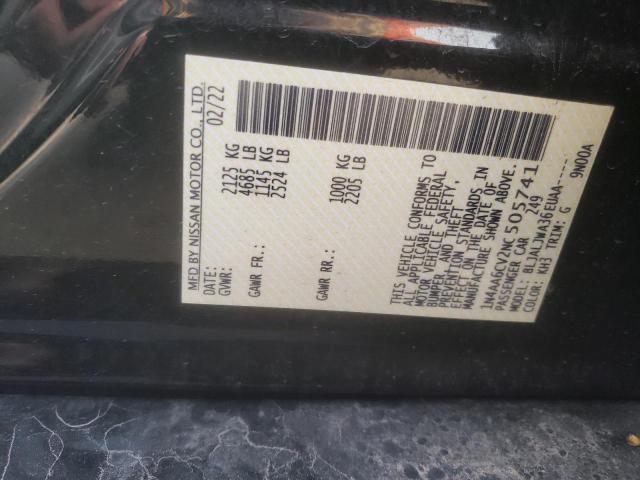 MFD BY NISSAN MOTOR CO., LTD.
DATE: 02/22
GVWR: 2125 KG
4685 LB
GAWR FR.: 1145 KG
2524 LB
GAWR RR.: 1000 KG
2205 LB
THIS VEHICLE CONFORMS TO
ALL APPLICABLE FEDERAL
MOTOR VEHICLE SAFETY,
BUMPER, AND THEFT
PREVENTION STANDARDS IN
EFFECT ON THE DATE OF
MANUFACTURE SHOWN ABOVE.
1N4AA6CV2NC505741
PASSENGER CAR 249
MODEL: BLJALJWA36EUAA-----
COLOR: KH3 TRIM: G 9N00A